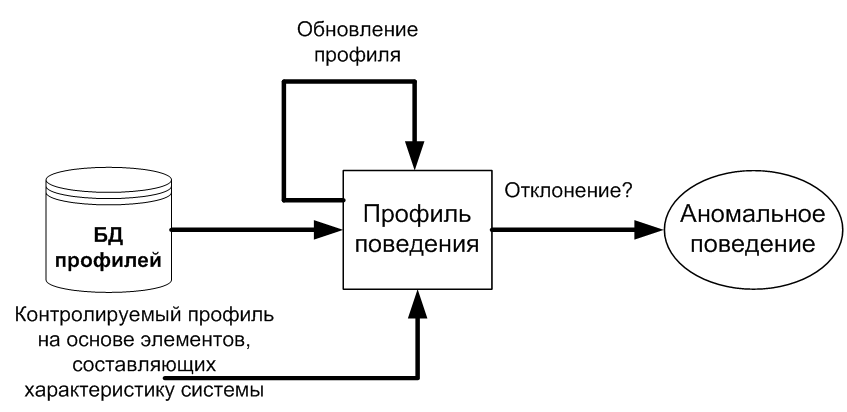 Обновление
профиля
БД
профилей
Профиль
поведения
Отклонение?
Аномальное
поведение
Контролируемый профиль
на основе элементов,
составляющих
характеристику системы